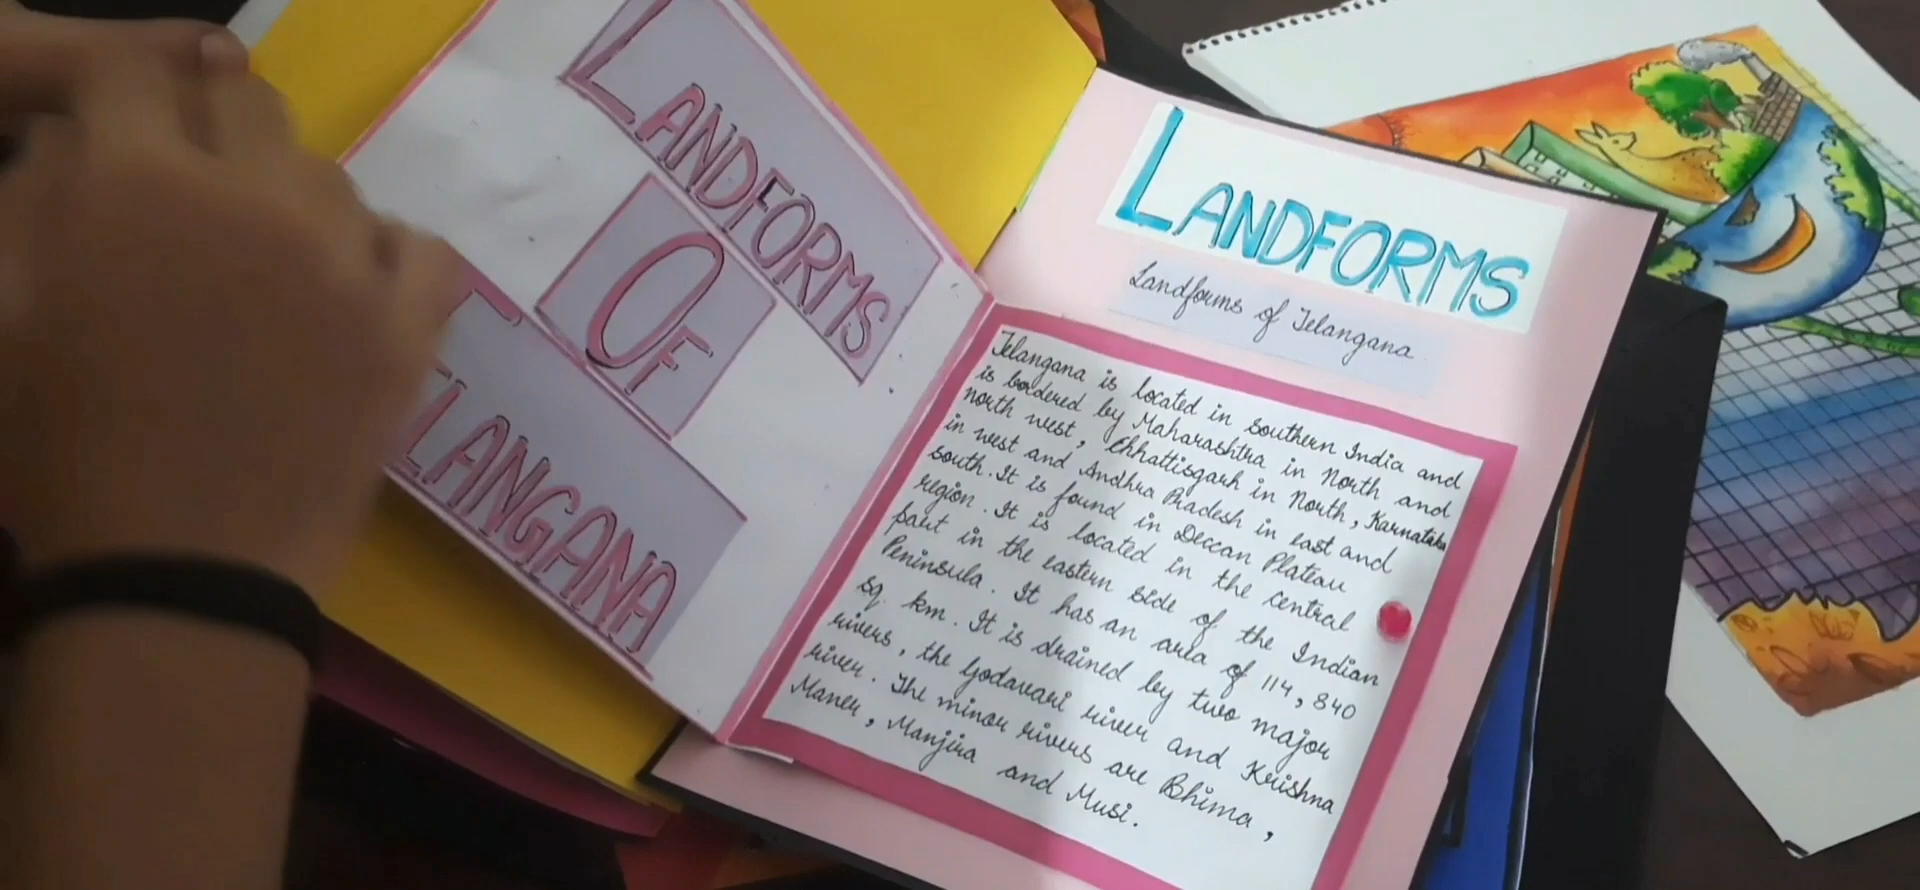 LANDFORMS
OF
TELANGANA
LANDFORMS
Landforms of Telangana
Telangana is located in Southern India and
is bordered by Maharashtra in North and
north west, Chhattisgarh in North, Karnataka
in west and Andhra Pradesh in east and
south. It is found in Deccan Plateau
region. It is located in the central
part in the eastern side of the Indian
Peninsula. It has an area of 114,840
sq. km. It is drained by two major
rivers, the Godavari river and Krishna
river. The minor rivers are Bhima,
Maner, Manjira and Musi.